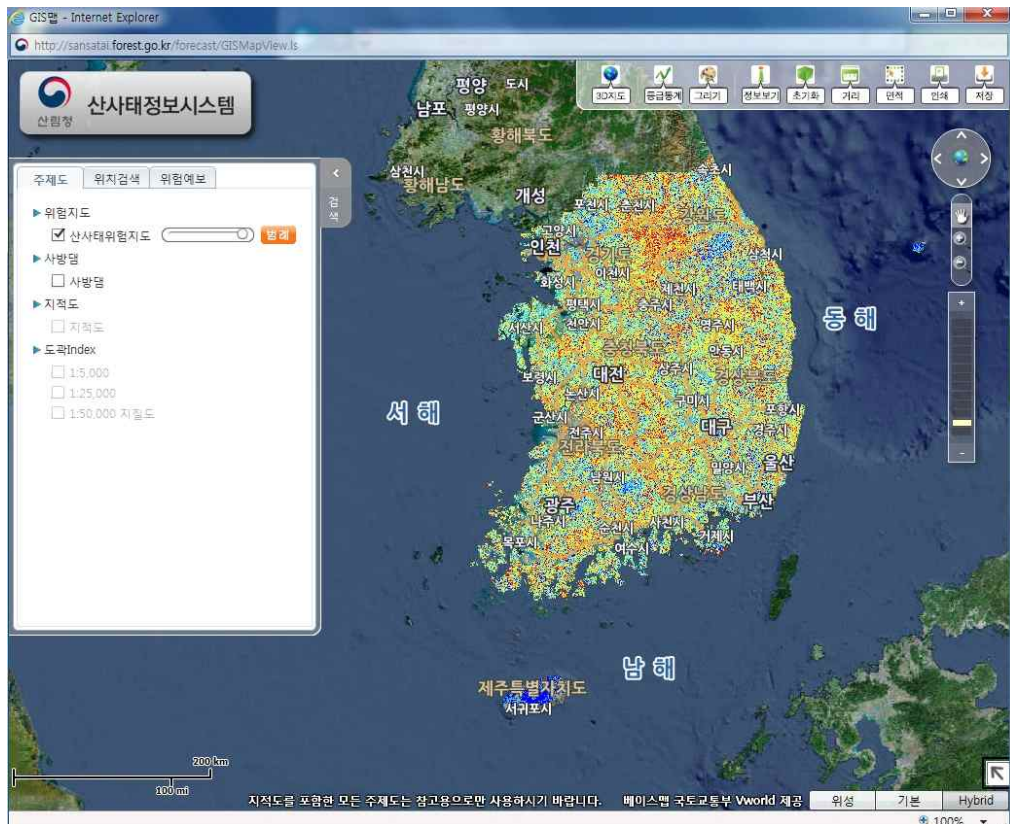 GIS맵 - Internet Explorer
http://sansatai.forest.go.kr/forecast/GISMapView.ls
산림청
산사태정보시스템
3D지도
등급통계
그리기
정보보기
초기화
거리
면적
인쇄
저장
주제도
위치검색
위험예보
검색
위험지도
산사태위험지도
범례
사방댐
사방댐
지적도
지적도
도곽Index
1:5,000
1:25,000
1:50,000 지질도
평양 도시
남포 평양시
황해북도
삼천시
황해남도
개성
속초시
포천시 춘천시 강원도
고양시
인천 경기도
삼척시
화성시 이천시
제천시 태백시
평택시 충주시
서산시 천안시 영주시
충청북도 안동시
보령시 대전 상주시 경상북도
논산시 구미시
군산시 포항시
전주시 대구 경주시
전라북도
밀양시 울산
남원시
광주 경상남도 부산
나주시 순천시 사천시 거제시
목포시 여수시
동 해
서 해
남 해
제주특별자치도
서귀포시
200 km
100 mi
지적도를 포함한 모든 주제도는 참고용으로만 사용하시기 바랍니다. 베이스맵 국토교통부 Vworld 제공
위성
기본
Hybrid
100%